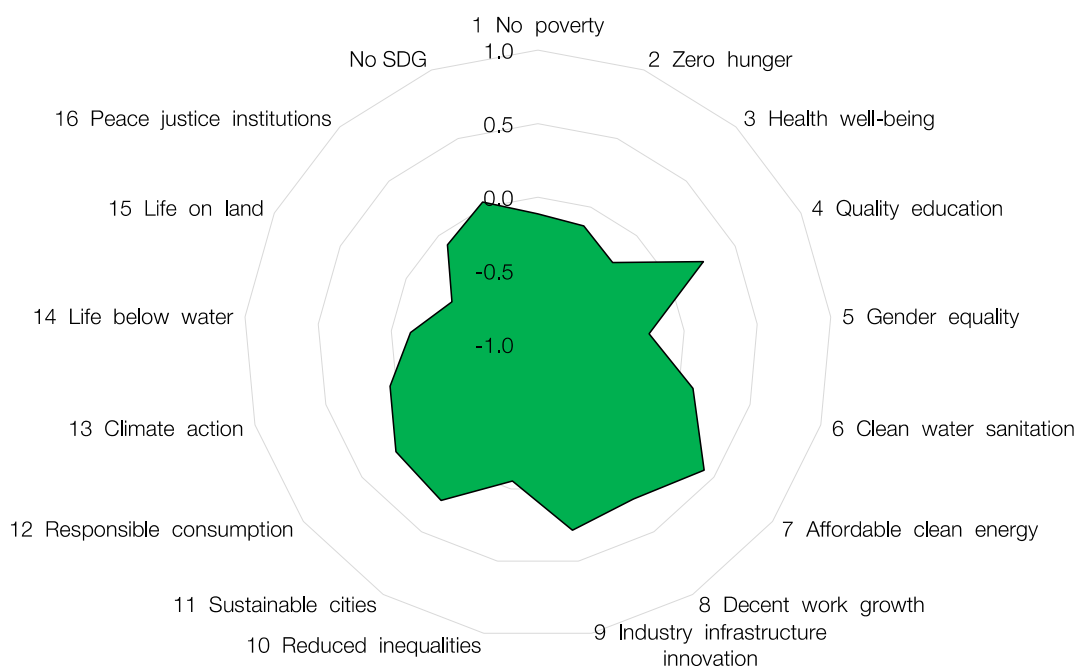 1 No poverty
2 Zero hunger
3 Health well-being
4 Quality education
5 Gender equality
6 Clean water sanitation
7 Affordable clean energy
8 Decent work growth
9 Industry infrastructure
innovation
10 Reduced inequalities
11 Sustainable cities
12 Responsible consumption
13 Climate action
14 Life below water
15 Life on land
16 Peace justice institutions
No SDG
1.0
0.5
0.0
-0.5
-1.0